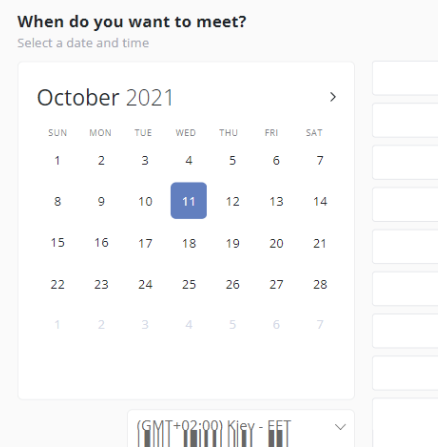 When do you want to meet?
Select a date and time
October 2021
SUN MON TUE WED THU FRI SAT
1 2 3 4 5 6 7
8 9 10 11 12 13 14
15 16 17 18 19 20 21
22 23 24 25 26 27 28
1 2 3 4 5 6 7
(GMT+02:00) Kiev - EET